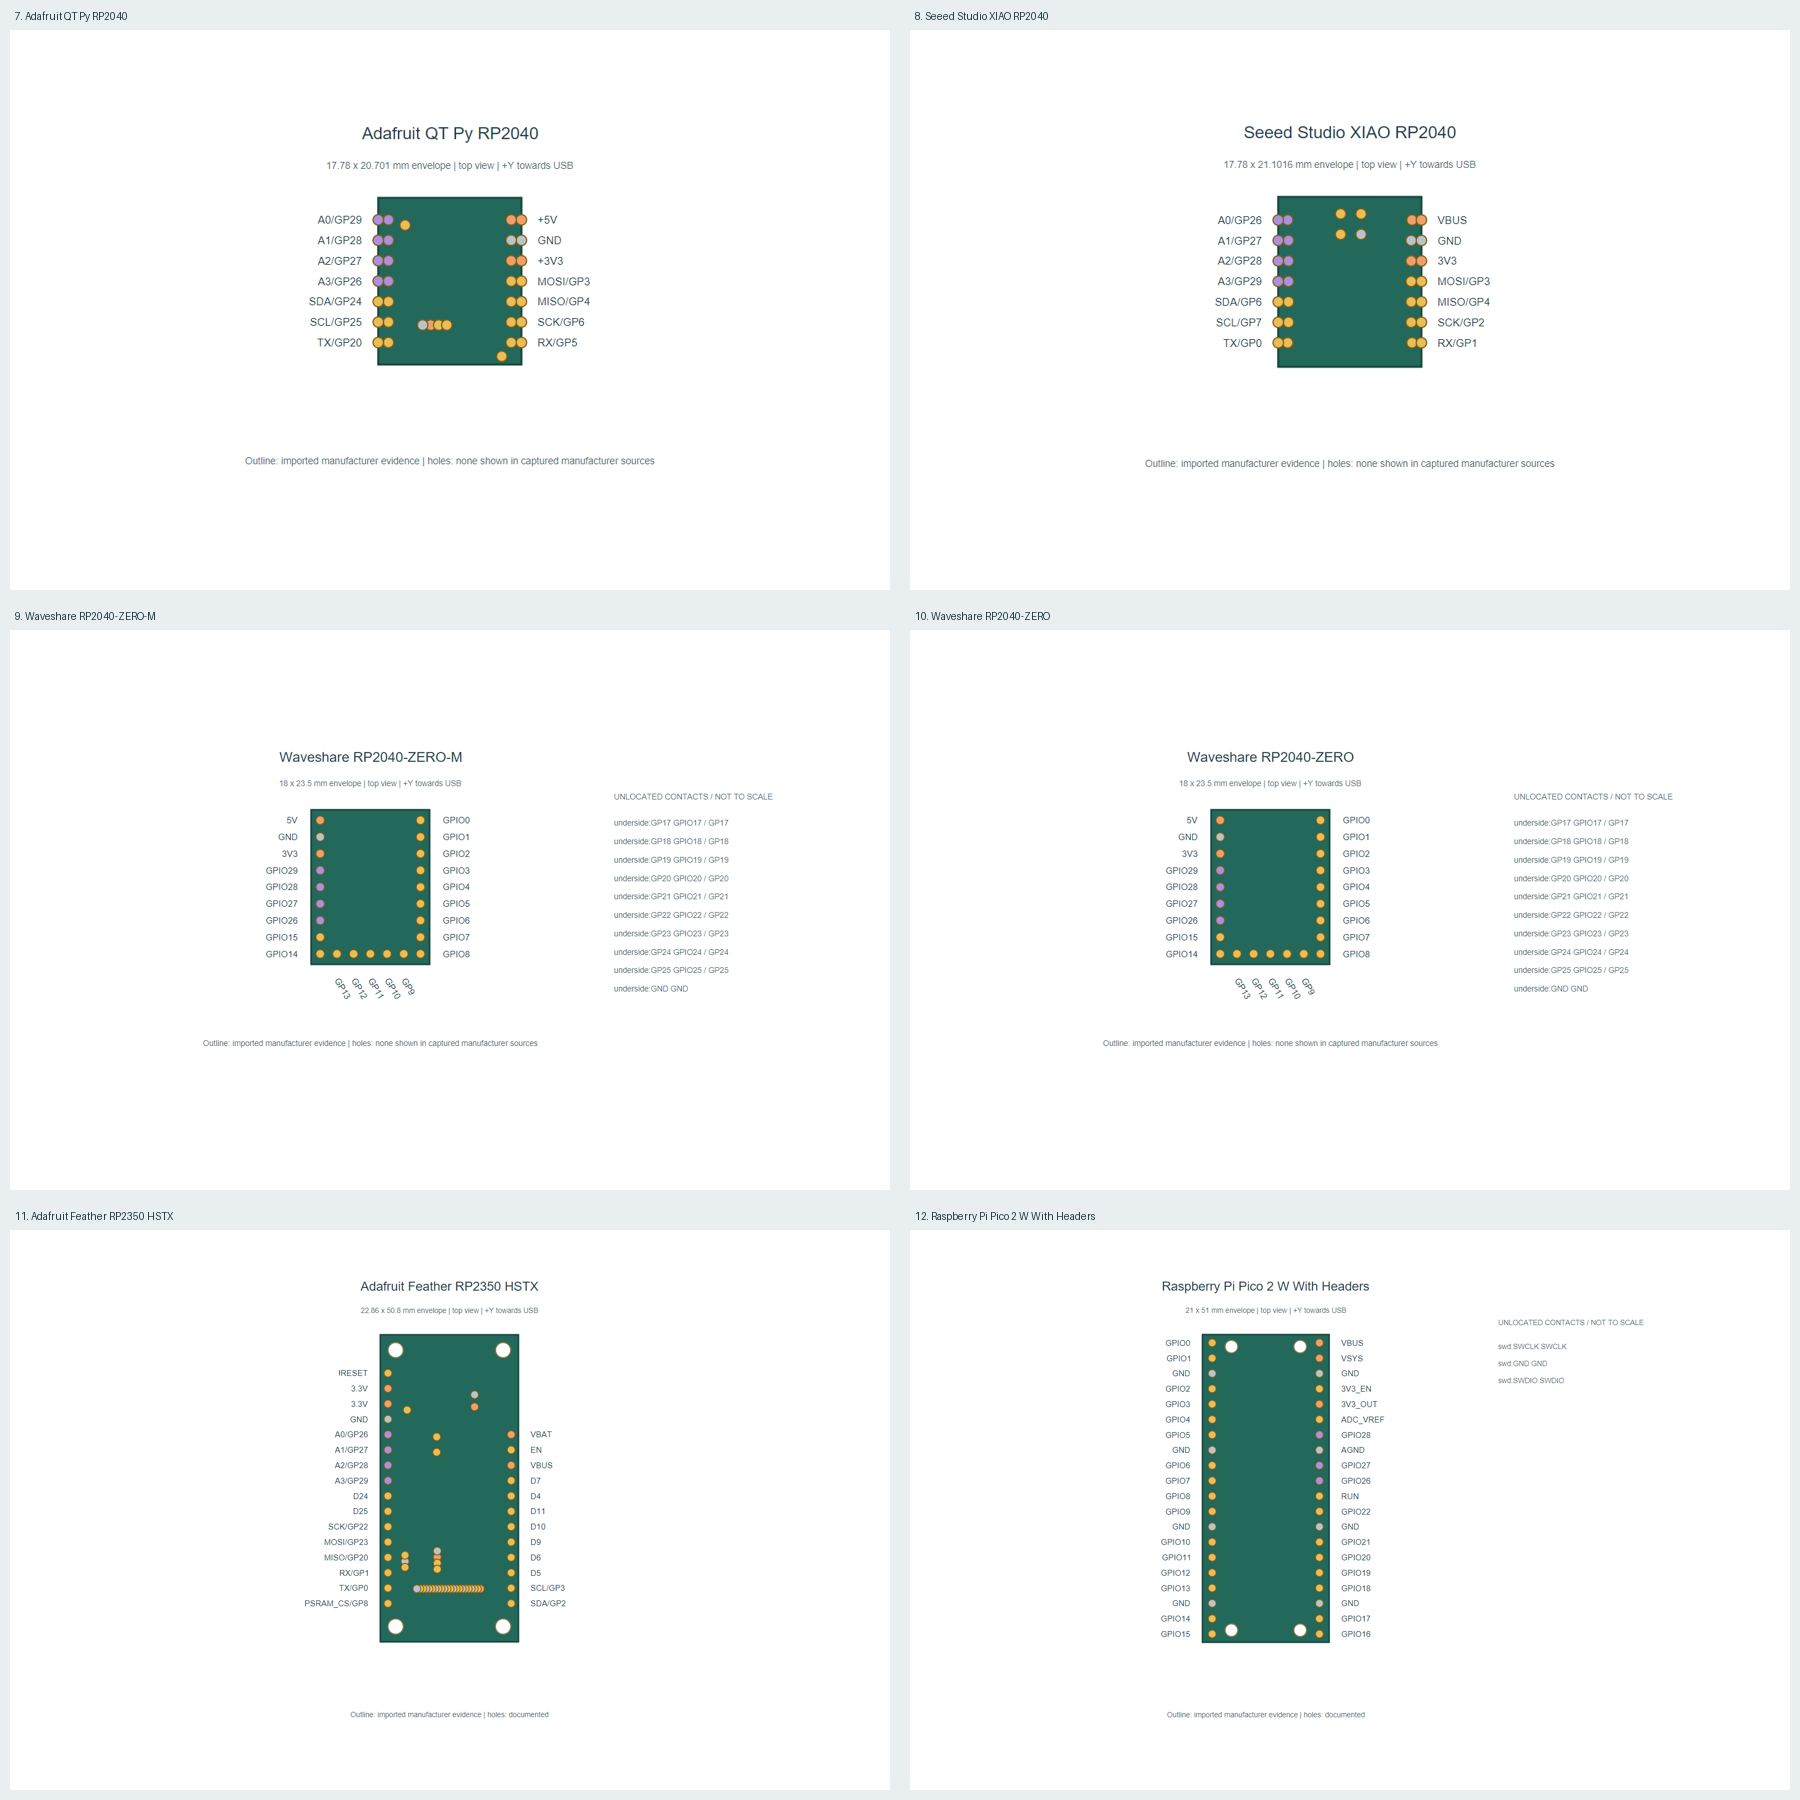 7. Adafruit QT Py RP2040
Adafruit QT Py RP2040
17.78 x 20.701 mm envelope | top view | +Y towards USB
A0/GP29 +5V
A1/GP28 GND
A2/GP27 +3V3
A3/GP26 MOSI/GP3
SDA/GP24 MISO/GP4
SCL/GP25 SCK/GP6
TX/GP20 RX/GP5
Outline: imported manufacturer evidence | holes: none shown in captured manufacturer sources
8. Seeed Studio XIAO RP2040
Seeed Studio XIAO RP2040
17.78 x 21.1016 mm envelope | top view | +Y towards USB
A0/GP26 VBUS
A1/GP27 GND
A2/GP28 3V3
A3/GP29 MOSI/GP3
SDA/GP6 MISO/GP4
SCL/GP7 SCK/GP2
TX/GP0 RX/GP1
Outline: imported manufacturer evidence | holes: none shown in captured manufacturer sources
9. Waveshare RP2040-ZERO-M
Waveshare RP2040-ZERO-M
18 x 23.5 mm envelope | top view | +Y towards USB
5V GPIO0
GND GPIO1
3V3 GPIO2
GPIO29 GPIO3
GPIO28 GPIO4
GPIO27 GPIO5
GPIO26 GPIO6
GPIO15 GPIO7
GPIO14 GPIO8
GP13 GP12 GP11 GP10 GP9
UNLOCATED CONTACTS / NOT TO SCALE
underside:GP17 GPIO17 / GP17
underside:GP18 GPIO18 / GP18
underside:GP19 GPIO19 / GP19
underside:GP20 GPIO20 / GP20
underside:GP21 GPIO21 / GP21
underside:GP22 GPIO22 / GP22
underside:GP23 GPIO23 / GP23
underside:GP24 GPIO24 / GP24
underside:GP25 GPIO25 / GP25
underside:GND GND
Outline: imported manufacturer evidence | holes: none shown in captured manufacturer sources
10. Waveshare RP2040-ZERO
Waveshare RP2040-ZERO
18 x 23.5 mm envelope | top view | +Y towards USB
5V GPIO0
GND GPIO1
3V3 GPIO2
GPIO29 GPIO3
GPIO28 GPIO4
GPIO27 GPIO5
GPIO26 GPIO6
GPIO15 GPIO7
GPIO14 GPIO8
GP13 GP12 GP11 GP10 GP9
UNLOCATED CONTACTS / NOT TO SCALE
underside:GP17 GPIO17 / GP17
underside:GP18 GPIO18 / GP18
underside:GP19 GPIO19 / GP19
underside:GP20 GPIO20 / GP20
underside:GP21 GPIO21 / GP21
underside:GP22 GPIO22 / GP22
underside:GP23 GPIO23 / GP23
underside:GP24 GPIO24 / GP24
underside:GP25 GPIO25 / GP25
underside:GND GND
Outline: imported manufacturer evidence | holes: none shown in captured manufacturer sources
11. Adafruit Feather RP2350 HSTX
Adafruit Feather RP2350 HSTX
22.86 x 50.8 mm envelope | top view | +Y towards USB
!RESET
3.3V
3.3V
GND
A0/GP26 VBAT
A1/GP27 EN
A2/GP28 VBUS
A3/GP29 D7
D24 D4
D25 D11
SCK/GP22 D10
MOSI/GP23 D9
MISO/GP20 D6
RX/GP1 D5
TX/GP0 SCL/GP3
PSRAM_CS/GP8 SDA/GP2
Outline: imported manufacturer evidence | holes: documented
12. Raspberry Pi Pico 2 W With Headers
Raspberry Pi Pico 2 W With Headers
21 x 51 mm envelope | top view | +Y towards USB
GPIO0 VBUS
GPIO1 VSYS
GND GND
GPIO2 3V3_EN
GPIO3 3V3_OUT
GPIO4 ADC_VREF
GPIO5 GPIO28
GND AGND
GPIO6 GPIO27
GPIO7 GPIO26
GPIO8 RUN
GPIO9 GPIO22
GND GND
GPIO10 GPIO21
GPIO11 GPIO20
GPIO12 GPIO19
GPIO13 GPIO18
GND GND
GPIO14 GPIO17
GPIO15 GPIO16
UNLOCATED CONTACTS / NOT TO SCALE
swd:SWCLK SWCLK
swd:GND GND
swd:SWDIO SWDIO
Outline: imported manufacturer evidence | holes: documented